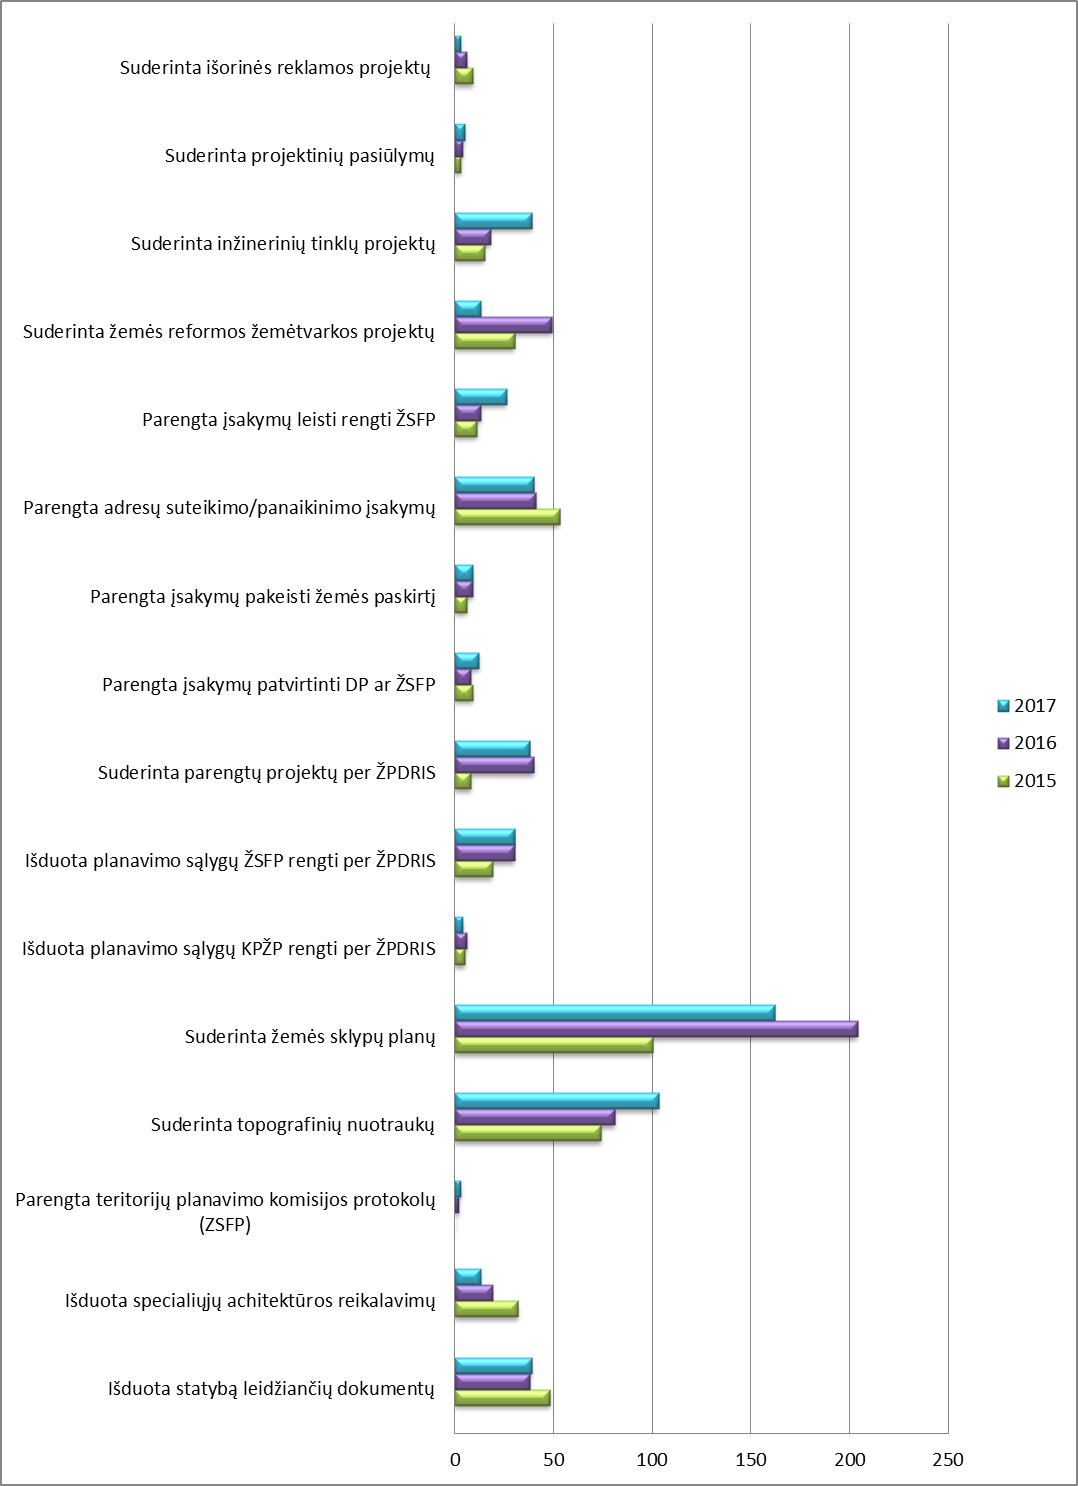 Suderinta išorinės reklamos projektų
Suderinta projektinių pasiūlymų
Suderinta inžinerinių tinklų projektų
Suderinta žemės reformos žemėtvarkos projektų
Parengta įsakymų leisti rengti ŽSFP
Parengta adresų suteikimo/panaikinimo įsakymų
Parengta įsakymų pakeisti žemės paskirtį
Parengta įsakymų patvirtinti DP ar ŽSFP
Suderinta parengtų projektų per ŽPDRIS
Išduota planavimo sąlygų ŽSFP rengti per ŽPDRIS
Išduota planavimo sąlygų KPŽP rengti per ŽPDRIS
Suderinta žemės sklypų planų
Suderinta topografinių nuotraukų
Parengta teritorijų planavimo komisijos protokolų
(ZSFP)
Išduota specialiųjų achitektūros reikalavimų
Išduota statybą leidžiančių dokumentų
0 50 100 150 200 250
2017
2016
2015